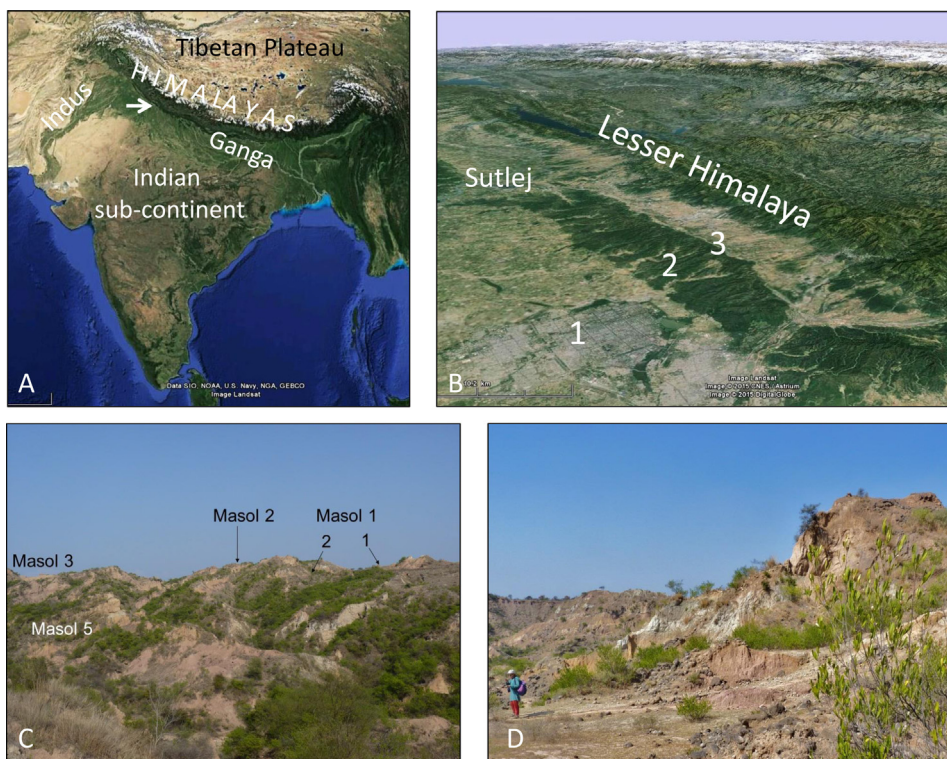 Tibetan Plateau
HIMALAYAS
Indus
Ganga
Indian
sub-continent
Data SIO, NOAA, U.S. Navy, NGA, GEBCO
Image Landsat
A
Lesser Himalaya
Sutlej
3
2
1
Image Landsat
Image © 2015 CNES / Astrium
Image © 2015 DigitalGlobe
B
Masol 2
Masol 1
2
1
Masol 3
Masol 5
C
D